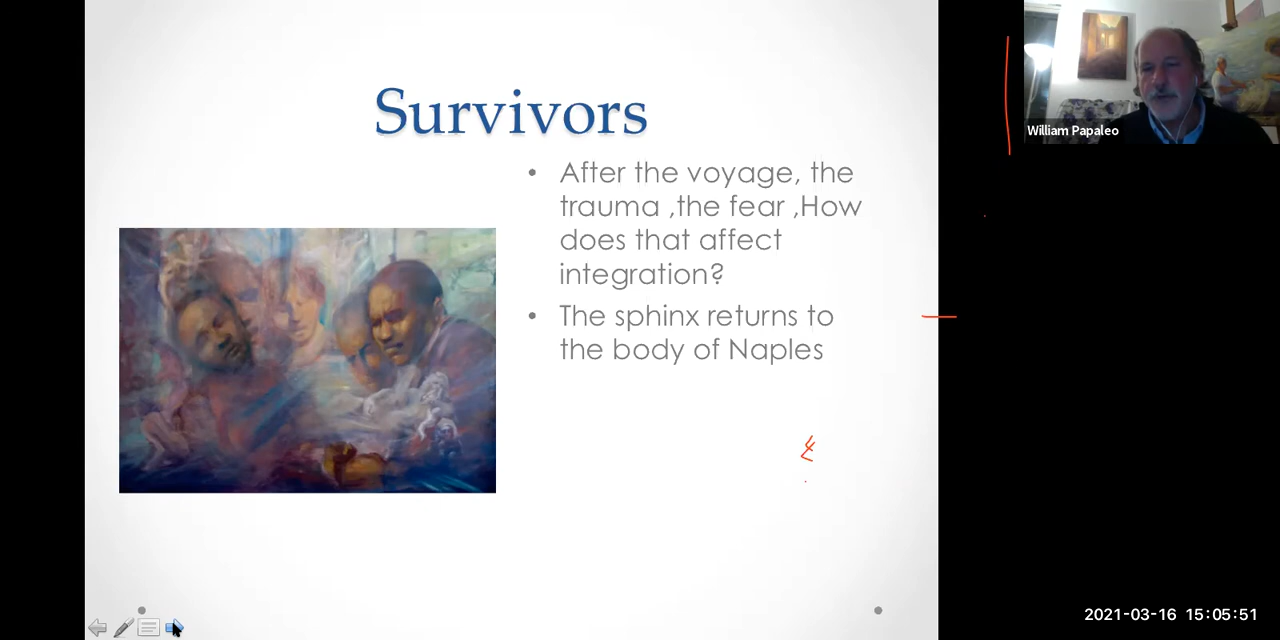 Survivors
• After the voyage, the
trauma ,the fear ,How
does that affect
integration?
• The sphinx returns to
the body of Naples
William Papaleo
2021-03-16 15:05:51